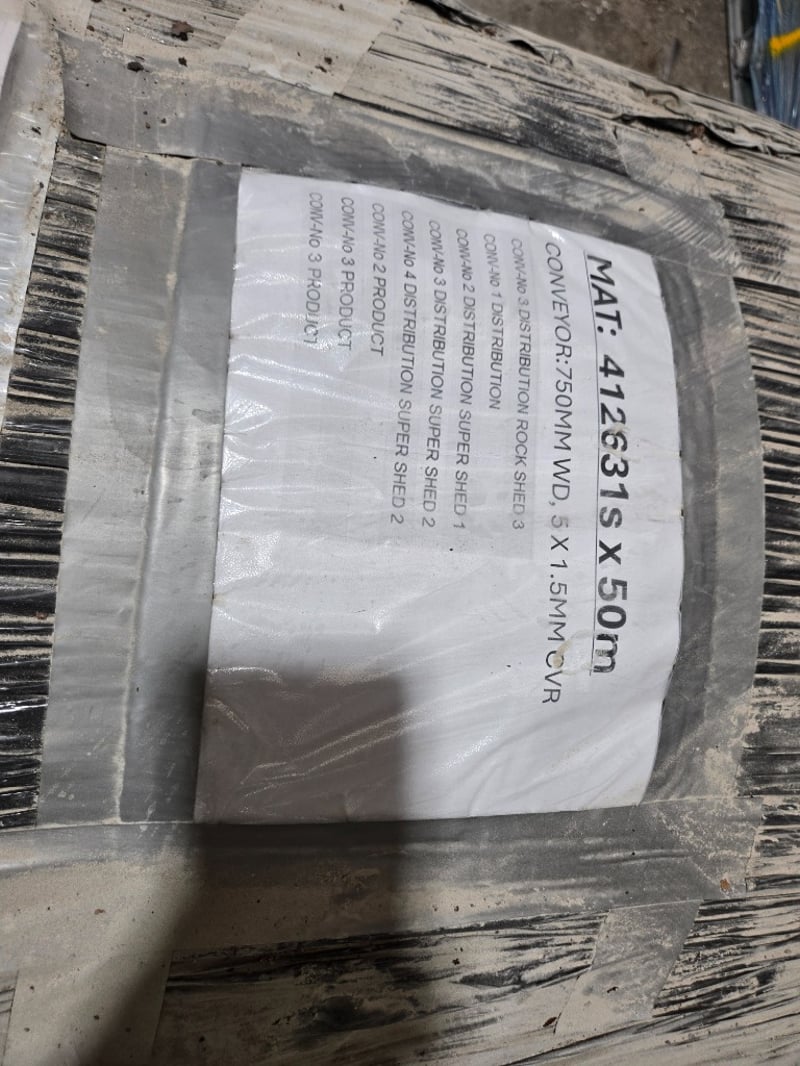 MAT: 412631s x 50m
CONVEYOR:750MM WD, 5 X 1.5MM CVR
CONV-No 3 DISTRIBUTION ROCK SHED 3
CONV-No 1 DISTRIBUTION
CONV-No 2 DISTRIBUTION SUPER SHED 1
CONV-No 3 DISTRIBUTION SUPER SHED 2
CONV-No 4 DISTRIBUTION SUPER SHED 2
CONV-No 2 PRODUCT
CONV-No 3 PRODUCT
CONV-No 3 PRODUCT